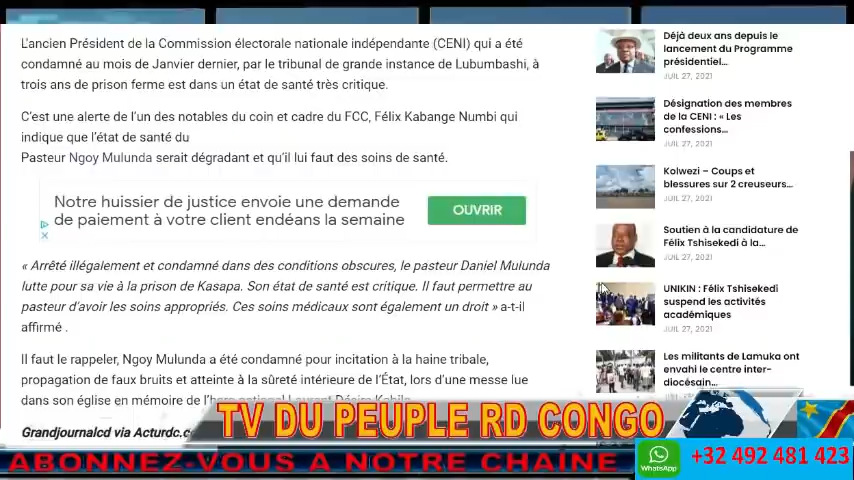 L'ancien Président de la Commission électorale nationale indépendante (CENI) qui a été
condamné au mois de Janvier dernier, par le tribunal de grande instance de Lubumbashi, à
trois ans de prison ferme est dans un état de santé très critique.
C'est une alerte de l'un des notables du coin et cadre du FCC, Félix Kabange Numbi qui
indique que l'état de santé du
Pasteur Ngoy Mulunda serait dégradant et qu'il lui faut des soins de santé.
Notre huissier de justice envoie une demande
de paiement à votre client endéans la semaine
OUVRIR
« Arrêté illégalement et condamné dans des conditions obscures, le pasteur Daniel Mulunda
lutte pour sa vie à la prison de Kasapa. Son état de santé est critique. Il faut permettre au
pasteur d'avoir les soins appropriés. Ces soins médicaux sont également un droit » a-t-il
affirmé .
Il faut le rappeler, Ngoy Mulunda a été condamné pour incitation à la haine tribale,
propagation de faux bruits et atteinte à la sûreté intérieure de l'État, lors d'une messe lue
dans son église en mémoire de l'héros national Laurent Désire Kabila
Grandjournalcd via Acturdc.c
Déjà deux ans depuis le
lancement du Programme
présidentiel...
JUIL 27, 2021
Désignation des membres
de la CENI : « Les
confessions...
JUIL 27, 2021
Kolwezi – Coups et
blessures sur 2 creuseurs...
JUIL 27, 2021
Soutien à la candidature de
Félix Tshisekedi à la...
JUIL 27, 2021
UNIKIN : Félix Tshisekedi
suspend les activités
académiques
JUIL 27, 2021
Les militants de Lamuka ont
envahi le centre inter-
diocésain...
TV DU PEUPLE RD CONGO
ABONNEZ-VOUS A NOTRE CHAINE
WhatsApp
+32 492 481 423